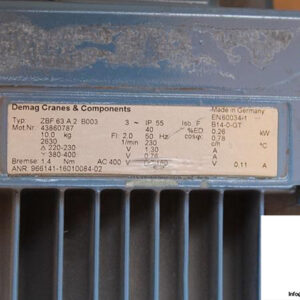 Demag Cranes & Components Made in Germany
Typ: ZBF 63 A 2 B003 3 ~ IP 55 Isb. F EN60034-1
Mot.Nr. 43860787 40 %ED B14-0-GT
10.0 kg Fl: 2.0 50 Hz cosφ: 0.26 kW
2630 1/min 230 0.78 c/h °C
△ 220-230 V 1.30 A
Y 380-400 V 0.75 A
Bremse: 1.4 Nm AC 400 V 0.11 A
ANR 966141-16010084-02